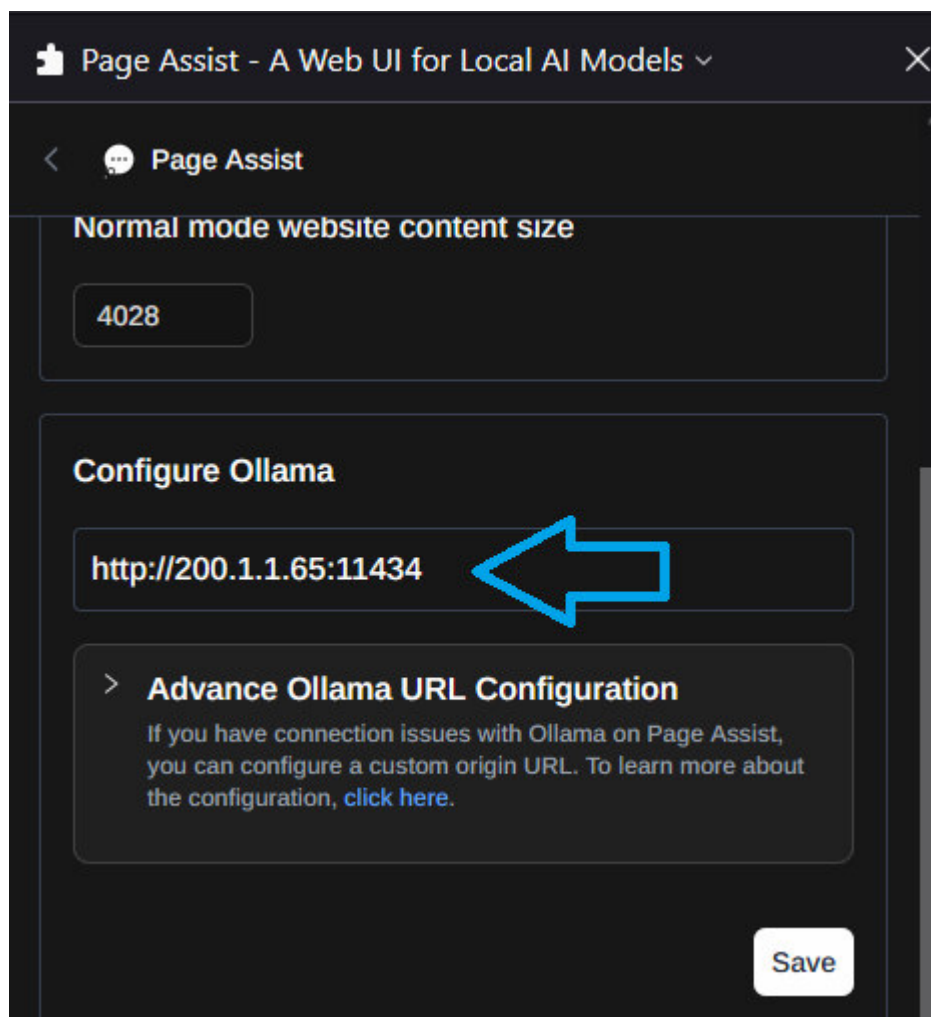 Page Assist - A Web UI for Local AI Models
Page Assist
Normal mode website content size
4028
Configure Ollama
http://200.1.1.65:11434
Advance Ollama URL Configuration
If you have connection issues with Ollama on Page Assist,
you can configure a custom origin URL. To learn more about
the configuration, click here.
Save